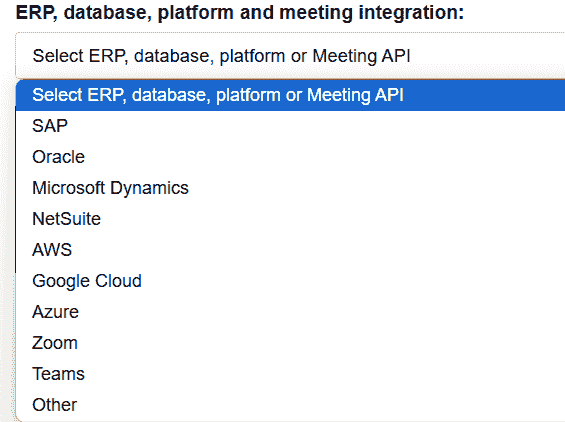 ERP, database, platform and meeting integration:
Select ERP, database, platform or Meeting API
Select ERP, database, platform or Meeting API
SAP
Oracle
Microsoft Dynamics
NetSuite
AWS
Google Cloud
Azure
Zoom
Teams
Other